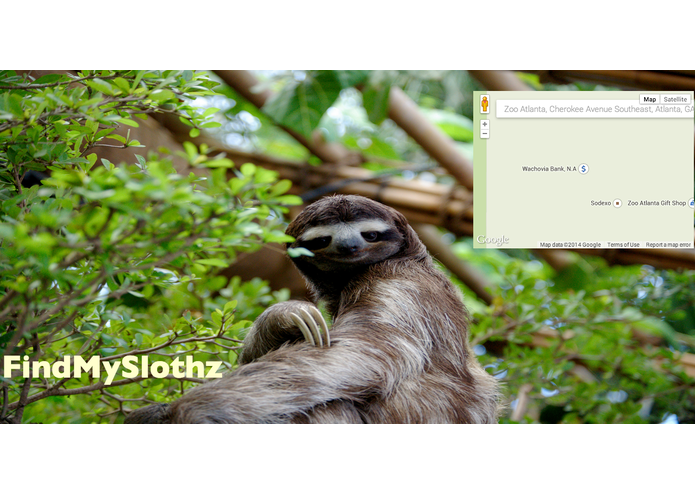 Map Satellite
Zoo Atlanta, Cherokee Avenue Southeast, Atlanta, GA
+
−
Wachovia Bank, N.A $
Sodexo Zoo Atlanta Gift Shop
Google
Map data ©2014 Google Terms of Use Report a map error
FindMySlothz